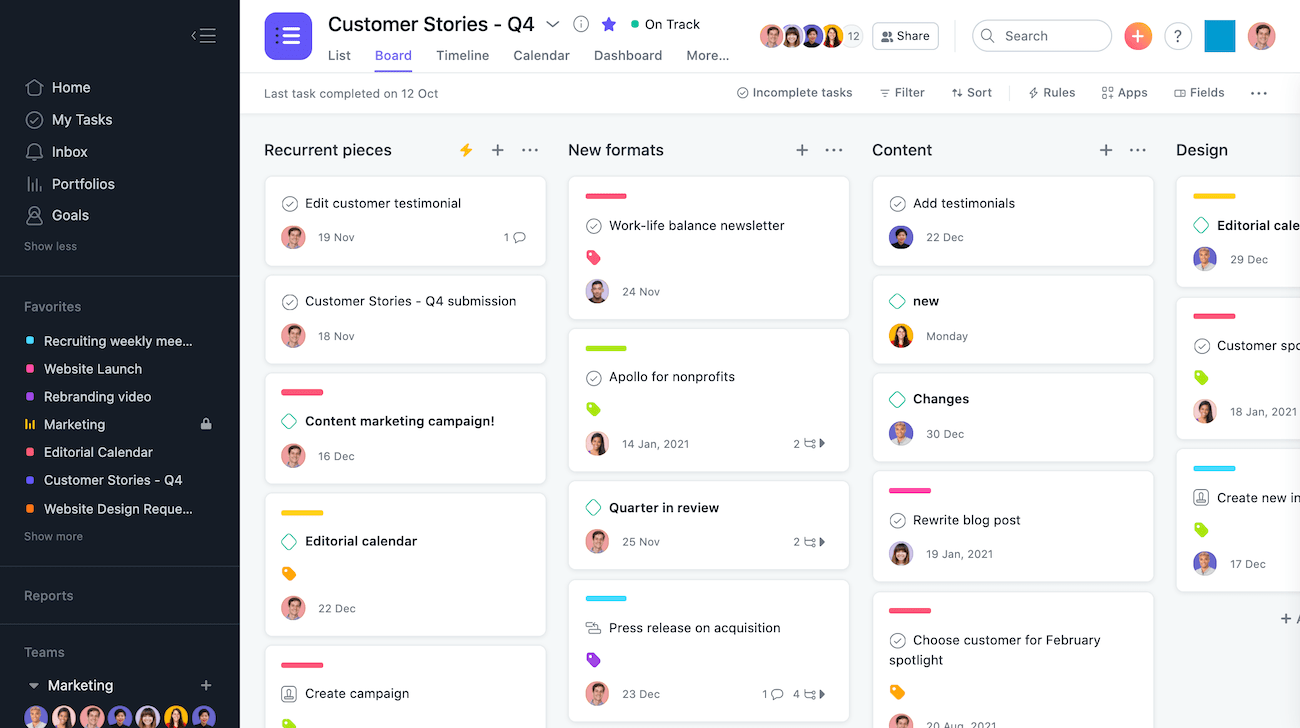 Home
My Tasks
Inbox
Portfolios
Goals
Show less
Favorites
Recruiting weekly mee...
Website Launch
Rebranding video
Marketing
Editorial Calendar
Customer Stories - Q4
Website Design Reque...
Show more
Reports
Teams
Marketing
Customer Stories - Q4
On Track
List
Board
Timeline
Calendar
Dashboard
More...
12
Share
Search
?
Last task completed on 12 Oct
Incomplete tasks
Filter
Sort
Rules
Apps
Fields
Recurrent pieces
Edit customer testimonial
19 Nov
1
Customer Stories - Q4 submission
18 Nov
Content marketing campaign!
16 Dec
Editorial calendar
22 Dec
Create campaign
New formats
Work-life balance newsletter
24 Nov
Apollo for nonprofits
14 Jan, 2021
2
Quarter in review
25 Nov
2
Press release on acquisition
23 Dec
1
4
Content
Add testimonials
22 Dec
new
Monday
Changes
30 Dec
Rewrite blog post
19 Jan, 2021
Choose customer for February
spotlight
20 Aug, 2021
Design
Editorial cale
29 Dec
Customer spo
18 Jan, 2021
Create new in
17 Dec